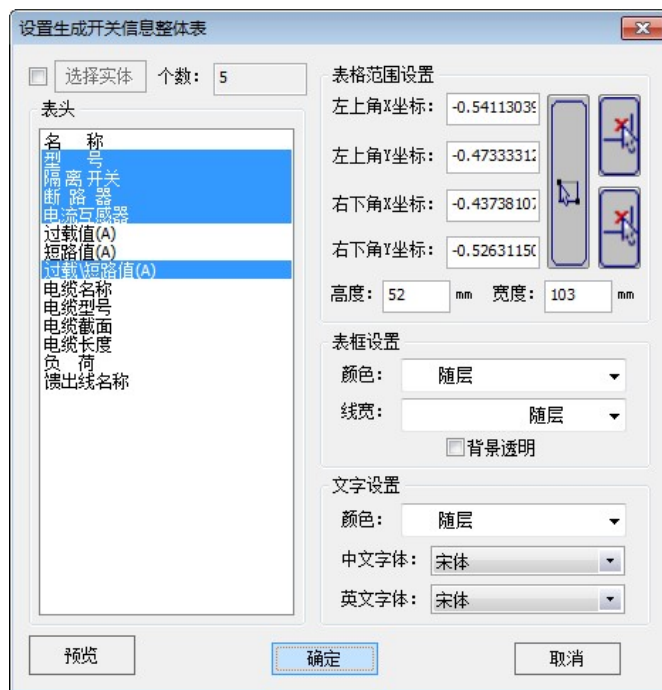 设置生成开关信息整体表
选择实体 个数： 5
表头
名 称
型 号
隔离开关
断 路 器
电流互感器
过载值(A)
短路值(A)
过载\短路值(A)
电缆名称
电缆型号
电缆截面
电缆长度
负 荷
馈出线名称
表格范围设置
左上角X坐标： -0.54113039
左上角Y坐标： -0.47333312
右下角X坐标： -0.43738107
右下角Y坐标： -0.52631150
高度： 52 mm 宽度： 103 mm
表框设置
颜色： 随层
线宽： 随层
背景透明
文字设置
颜色： 随层
中文字体： 宋体
英文字体： 宋体
预览 确定 取消